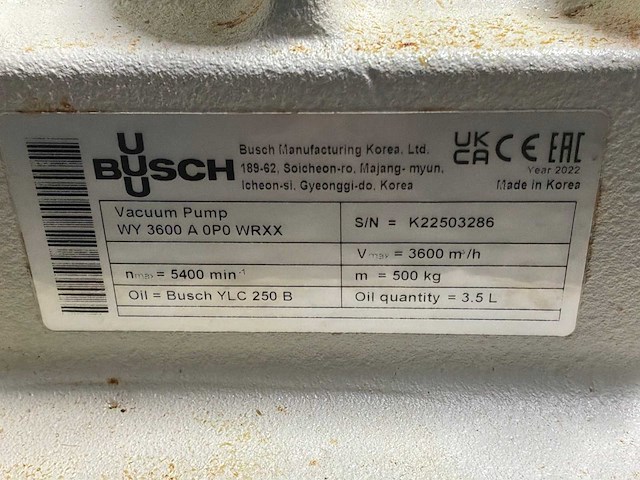 BUSCH
Busch Manufacturing Korea, Ltd.
189-62, Soicheon-ro, Majang- myun,
Icheon-si, Gyeonggi-do, Korea
UK
CA CE EAC
Year 2022
Made in Korea
Vacuum Pump
WY 3600 A 0P0 WRXX
S/N = K22503286
V max = 3600 m³/h
nmax = 5400 min-1
m = 500 kg
Oil = Busch YLC 250 B
Oil quantity = 3.5 L